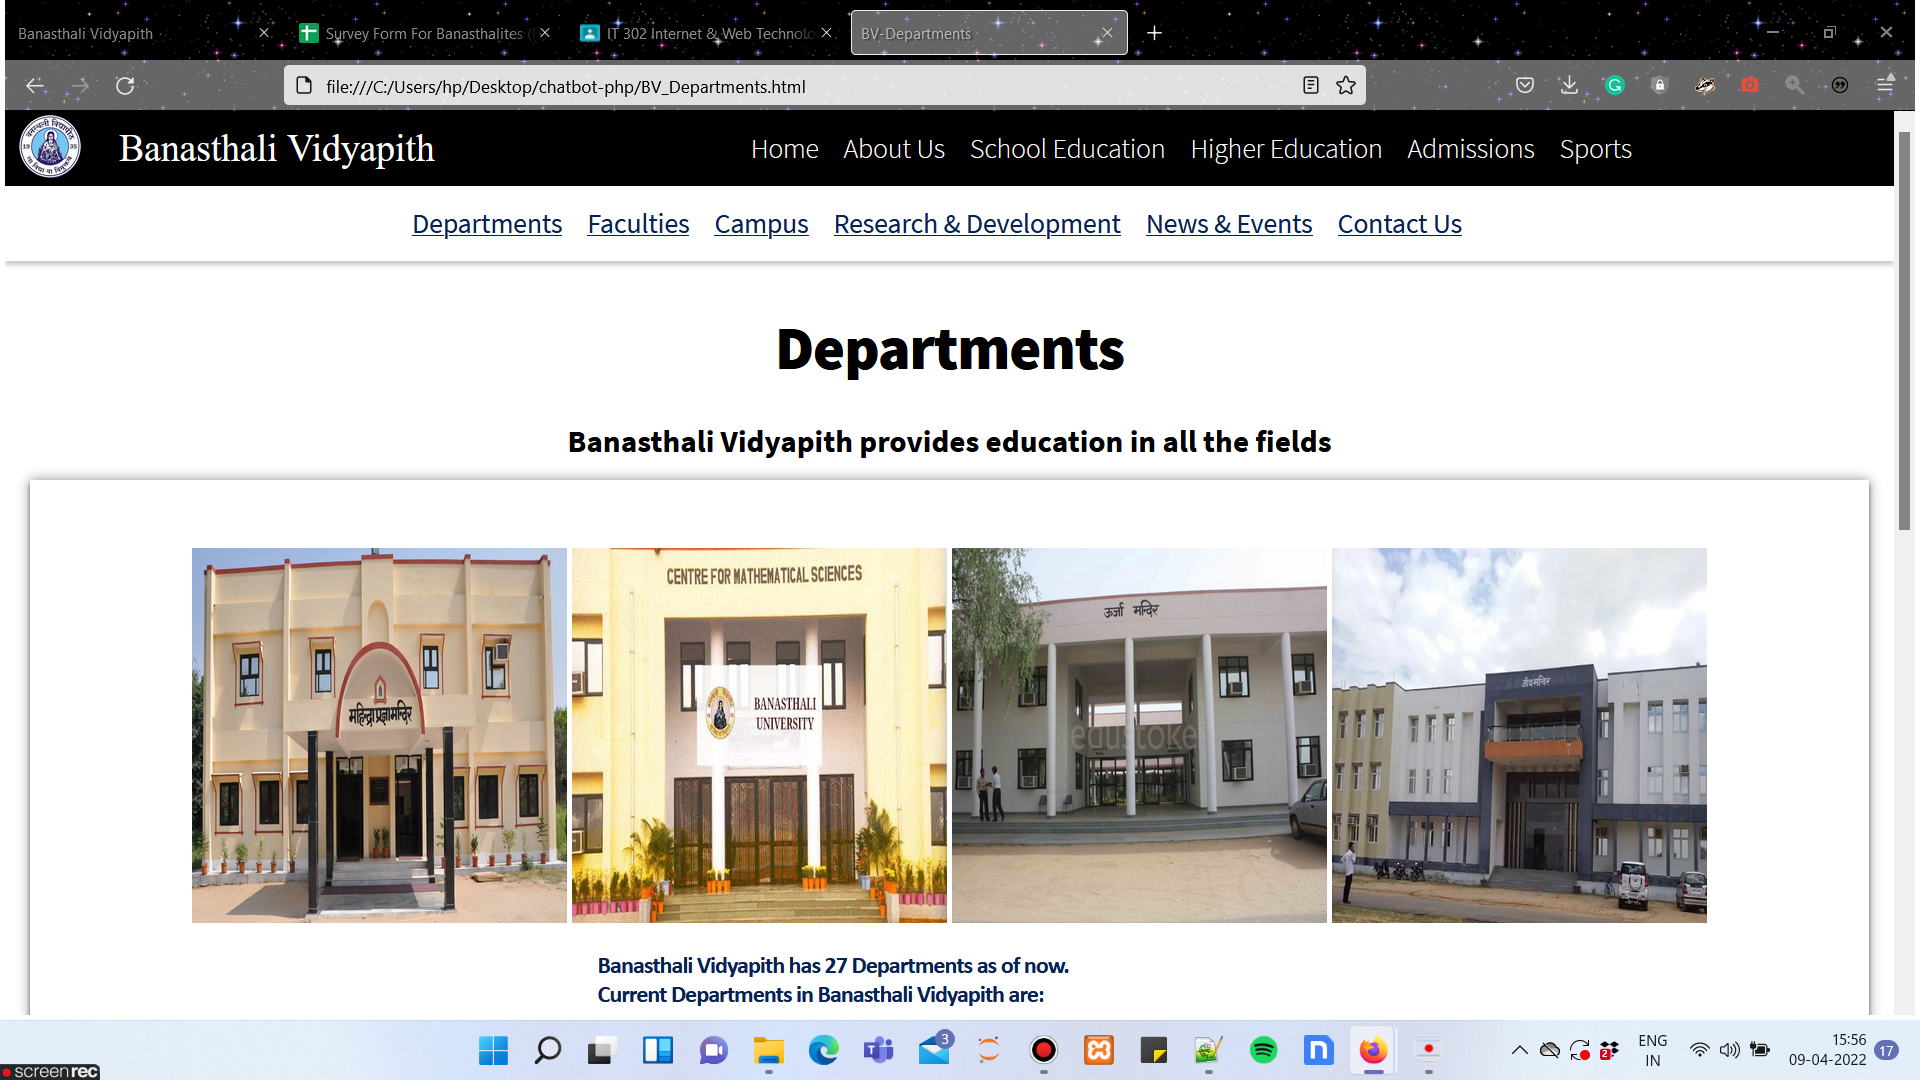 Banasthali Vidyapith
Survey Form For Banasthalites (
IT 302 Internet & Web Technolo
BV-Departments
file:///C:/Users/hp/Desktop/chatbot-php/BV_Departments.html
Banasthali Vidyapith
Home About Us School Education Higher Education Admissions Sports
Departments Faculties Campus Research & Development News & Events Contact Us
Departments
Banasthali Vidyapith provides education in all the fields
महिन्द्रा प्रज्ञा मन्दिर
CENTRE FOR MATHEMATICAL SCIENCES
BANASTHALI
UNIVERSITY
ऊर्जा मन्दिर
edustoke
जीव मन्दिर
Banasthali Vidyapith has 27 Departments as of now.
Current Departments in Banasthali Vidyapith are:
3
2
ENG
IN
15:56
09-04-2022
17
screenrec